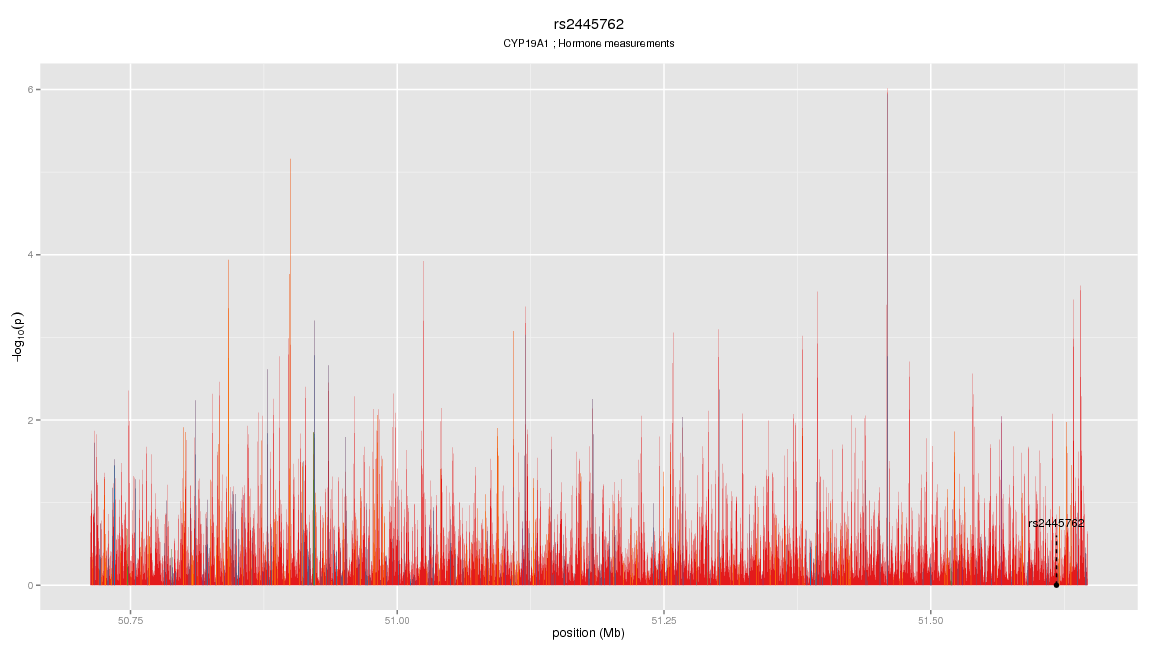 rs2445762
CYP19A1 ; Hormone measurements
6
4
2
0
−log10(p)
rs2445762
50.75
51.00
51.25
51.50
position (Mb)